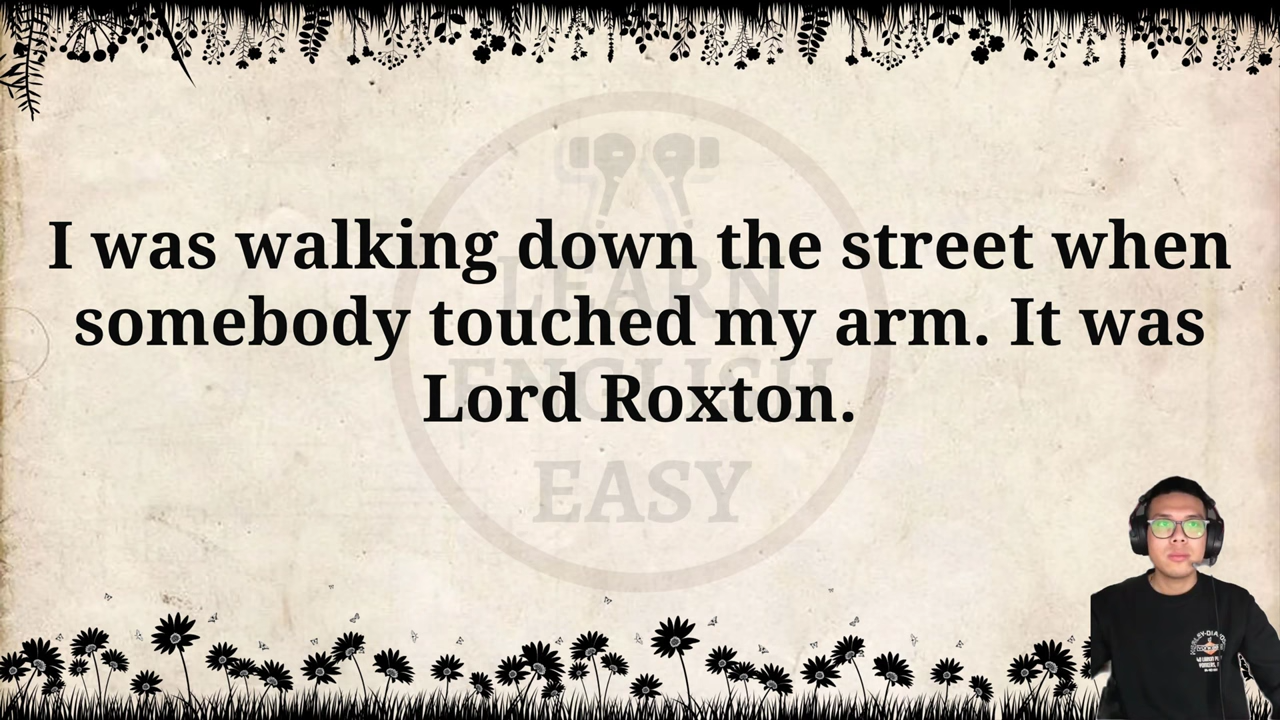 I was walking down the street when
somebody touched my arm. It was
Lord Roxton.
LEARN
ENGLISH
EASY